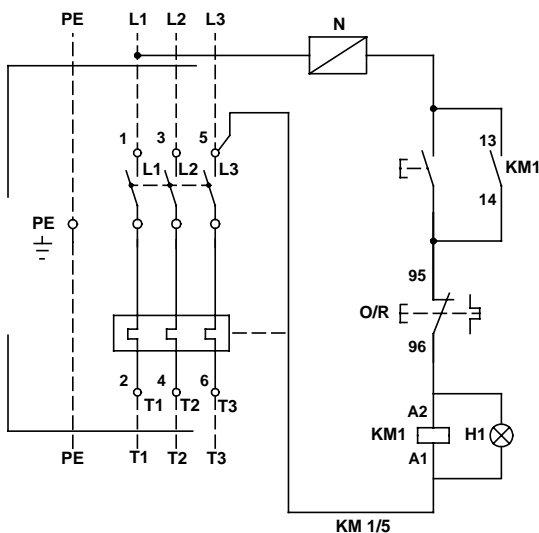 PE L1 L2 L3
N
1 3 5
13
L1 L2 L3
KM1
14
PE
95
O/R
96
2 4 6
T1 T2 T3
A2
KM1 H1
A1
PE T1 T2 T3
KM 1/5